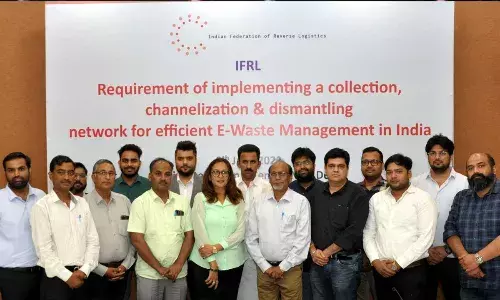 Indian Federation of Reverse Logistics
IFRL
Requirement of implementing a collection,
channelization & dismantling
network for efficient E-Waste Management in India